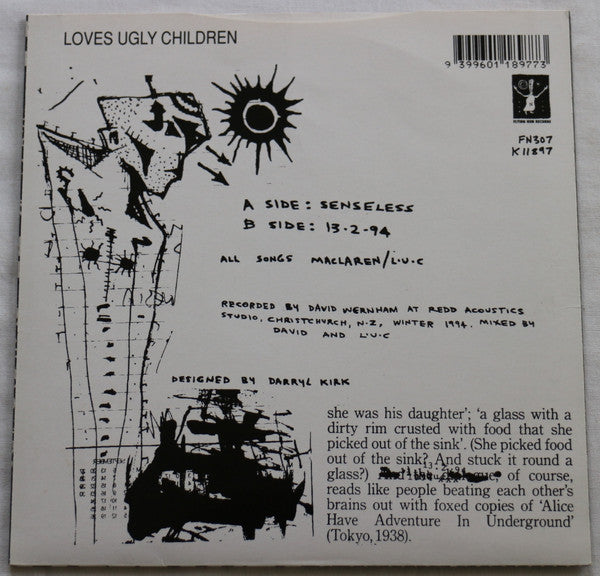 LOVES UGLY CHILDREN
9 399601 189773
FLYING NUN RECORDS
FN307
K11897
A SIDE: SENSELESS
B SIDE: 13-2-94
ALL SONGS MACLAREN/L·U·C
RECORDED BY DAVID WERNHAM AT REDD ACOUSTICS
STUDIO, CHRISTCHURCH, N·Z, WINTER 1994. MIXED BY
DAVID AND L·U·C
DESIGNED BY DARRYL KIRK
she was his daughter'; 'a glass with a
dirty rim crusted with food that she
picked out of the sink'. (She picked food
out of the sink? And stuck it round a
glass?) of course,
reads like people beating each other's
brains out with foxed copies of 'Alice
Have Adventure In Underground'
(Tokyo, 1938).